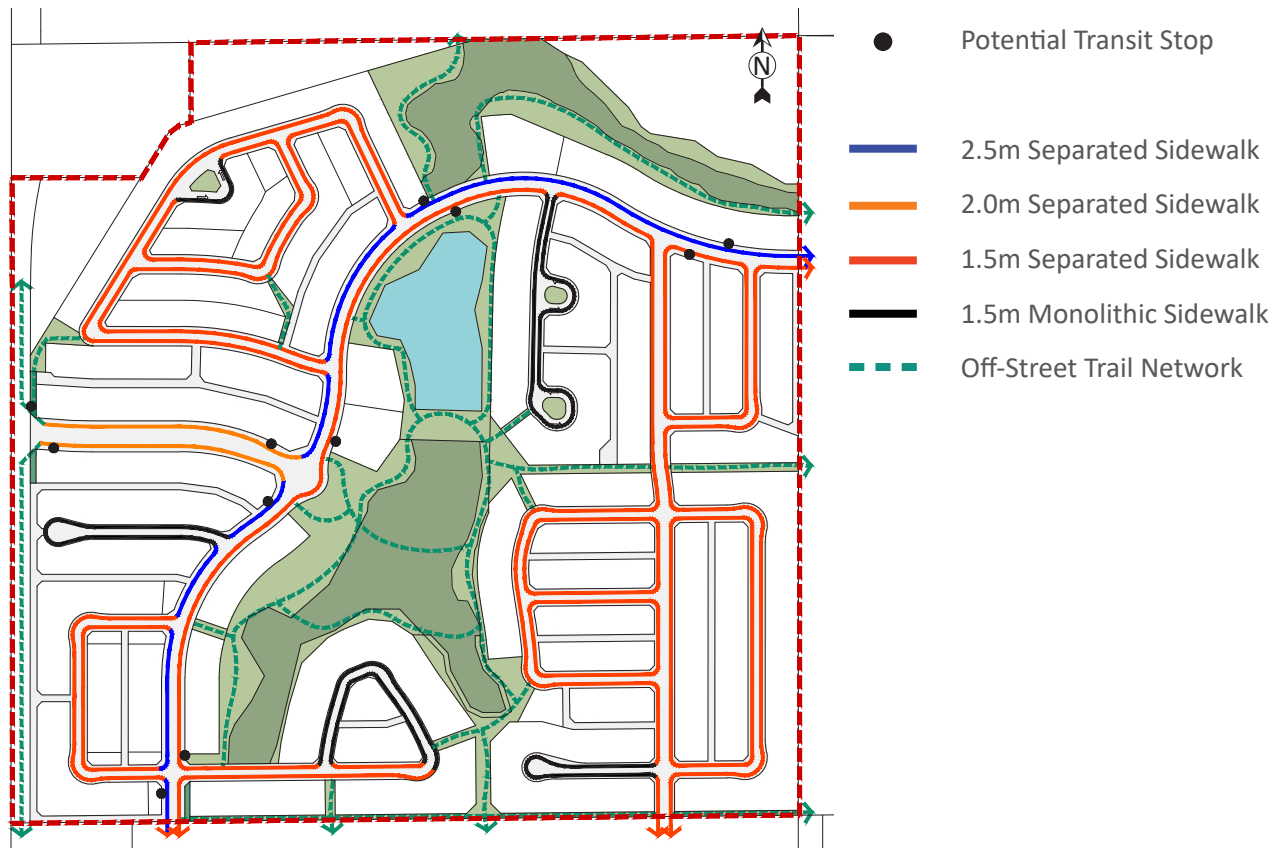 N
Potential Transit Stop
2.5m Separated Sidewalk
2.0m Separated Sidewalk
1.5m Separated Sidewalk
1.5m Monolithic Sidewalk
Off-Street Trail Network